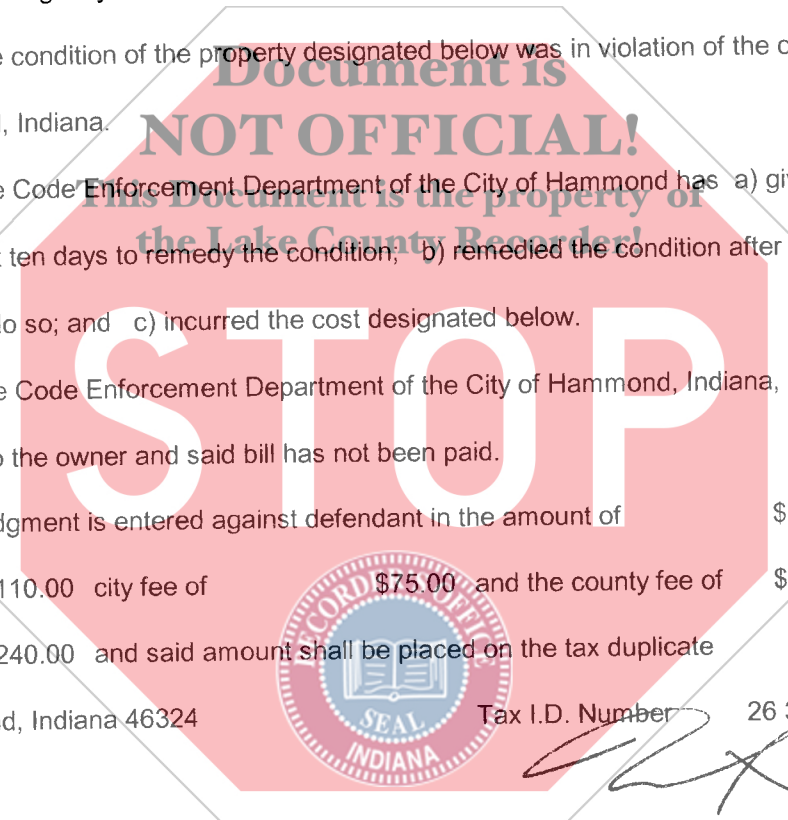 condition of the property designated below was in violation of the
Document is
, Indiana.
NOT OFFICIAL!
Code Enforcement Department of the City of Hammond has a)
This Document is the property of
ten days to remedy the condition; b) remedied the condition after
the Lake County Recorder!
so; and c) incurred the cost designated below.
Code Enforcement Department of the City of Hammond, Indiana,
STOP
the owner and said bill has not been paid.
dgment is entered against defendant in the amount of $
110.00 city fee of $75.00 and the county fee of $
240.00 and said amount shall be placed on the tax duplicate
d, Indiana 46324 Tax I.D. Number 26
RECORDER'S OFFICE
SEAL
INDIANA